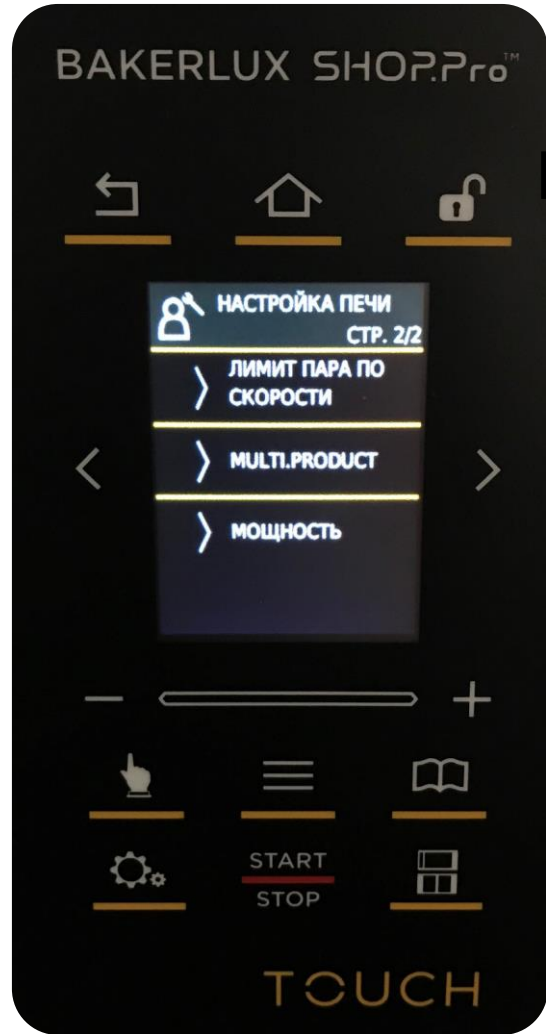 BAKERLUX SHOP.Pro™
НАСТРОЙКА ПЕЧИ
СТР. 2/2
ЛИМИТ ПАРА ПО
СКОРОСТИ
MULTI.PRODUCT
МОЩНОСТЬ
START
STOP
TOUCH